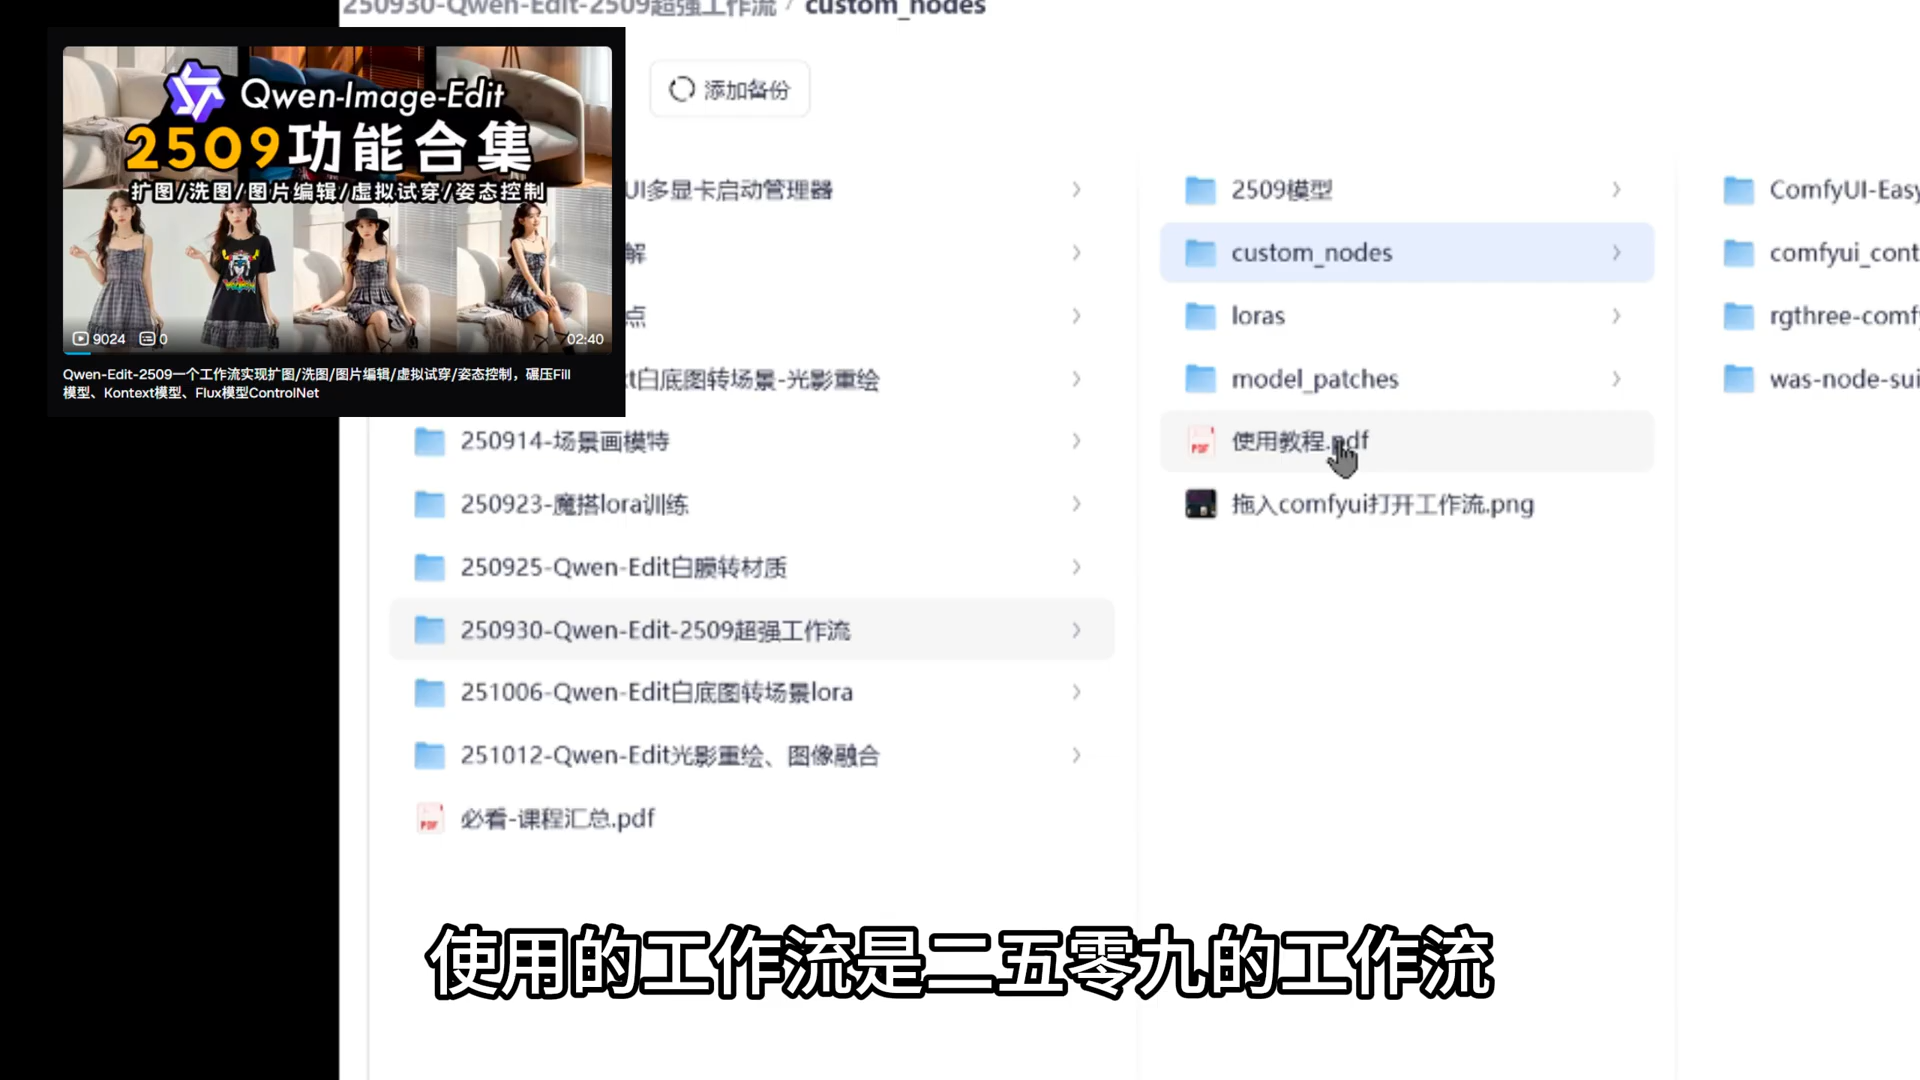 250930-Qwen-Edit-2509超强工作流 / custom_nodes
Qwen-Image-Edit
2509功能合集
扩图/洗图/图片编辑/虚拟试穿/姿态控制
9024 0 02:40
Qwen-Edit-2509一个工作流实现扩图/洗图/图片编辑/虚拟试穿/姿态控制，碾压Fill
模型、Kontext模型、Flux模型ControlNet
添加备份
UI多显卡启动管理器
解
点
t白底图转场景-光影重绘
250914-场景画模特
250923-魔搭lora训练
250925-Qwen-Edit白膜转材质
250930-Qwen-Edit-2509超强工作流
251006-Qwen-Edit白底图转场景lora
251012-Qwen-Edit光影重绘、图像融合
必看-课程汇总.pdf
2509模型
custom_nodes
loras
model_patches
使用教程.pdf
拖入comfyui打开工作流.png
ComfyUI-Easy
comfyui_cont
rgthree-comfy
was-node-sui
使用的工作流是二五零九的工作流